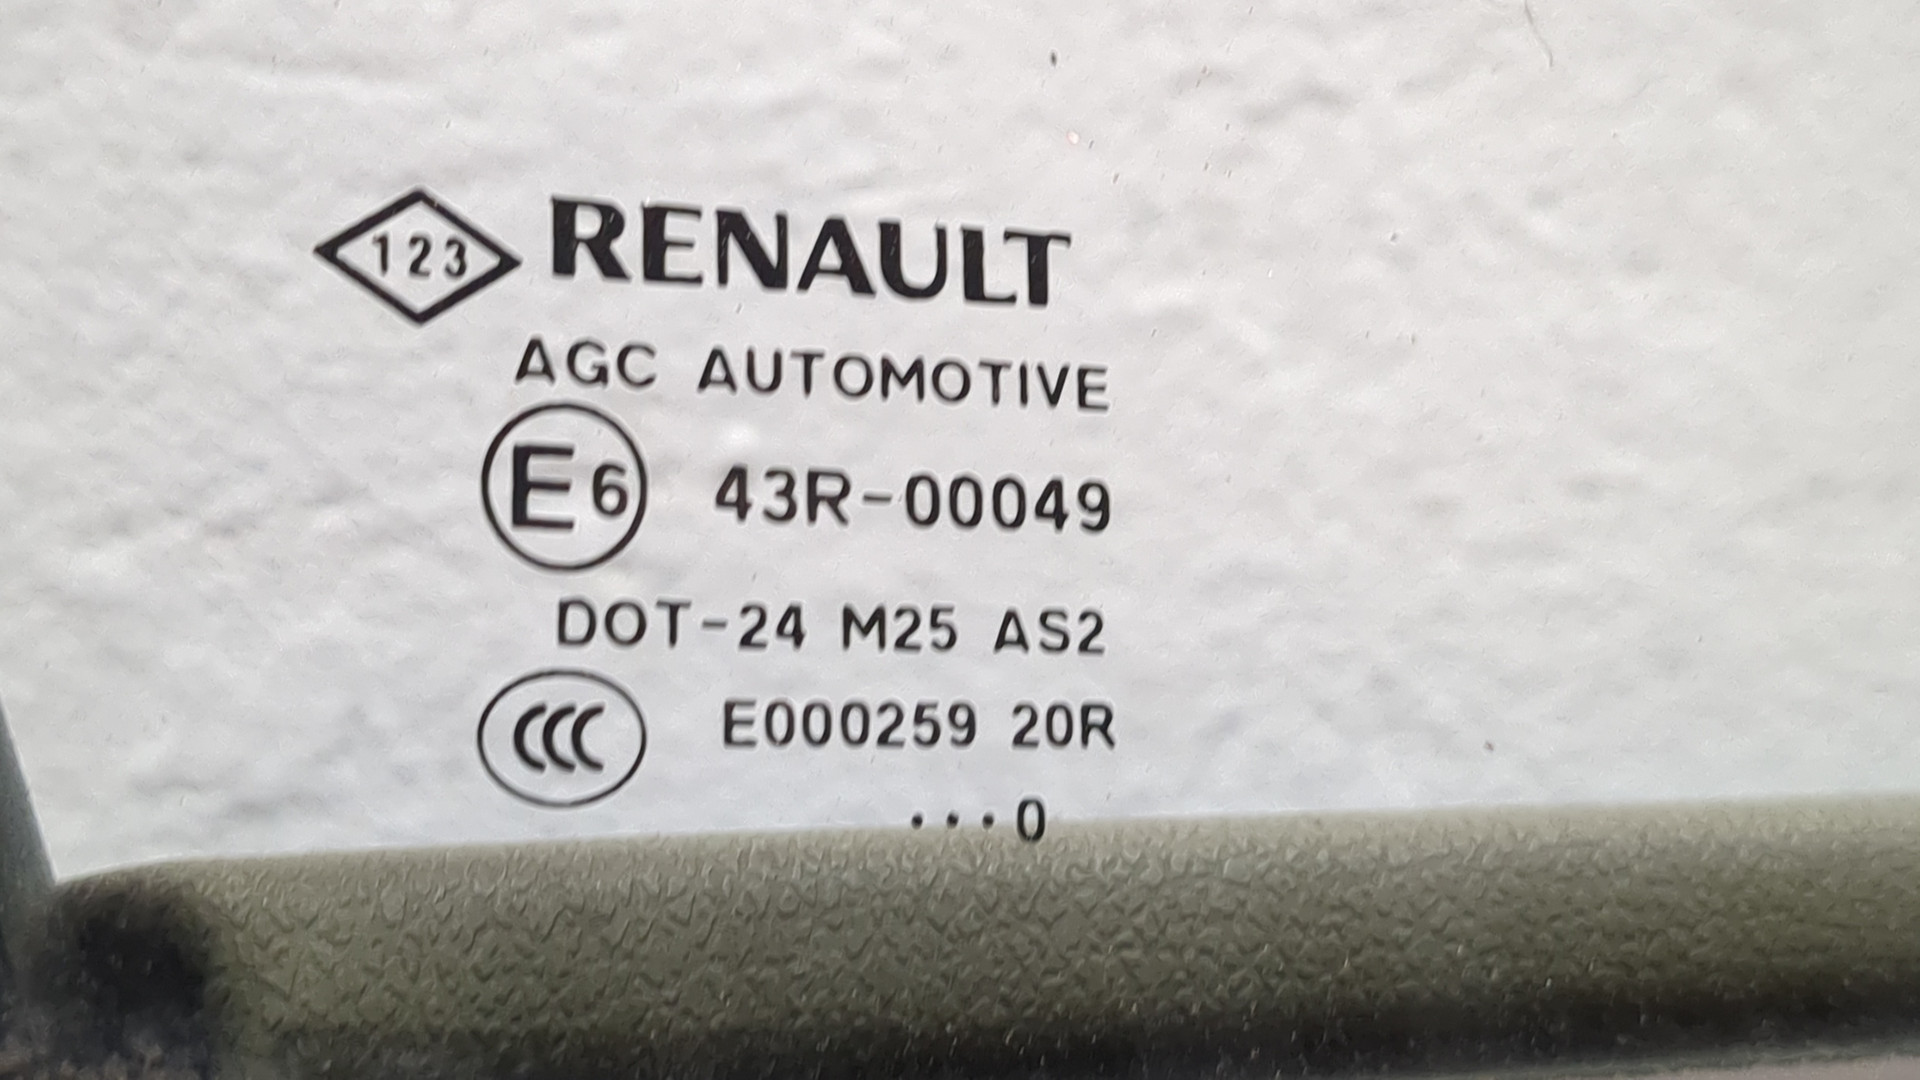 123 RENAULT
AGC AUTOMOTIVE
E6 43R-00049
DOT-24 M25 AS2
CCC E000259 20R
...0